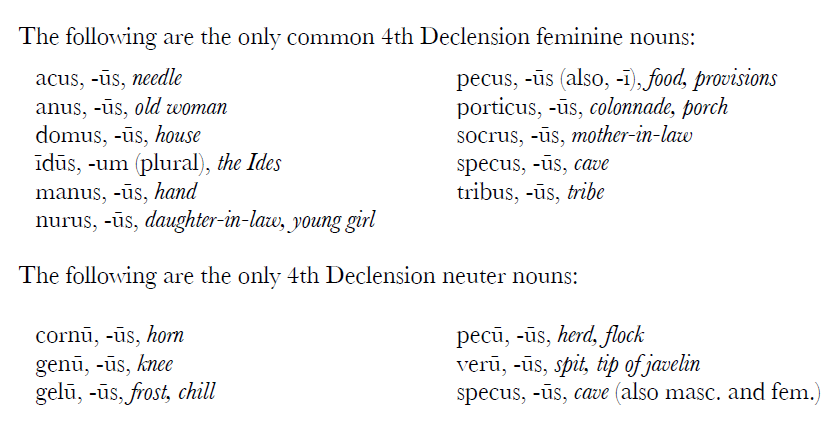 The following are the only common 4th Declension feminine nouns:
acus, -ūs, needle
anus, -ūs, old woman
domus, -ūs, house
īdūs, -um (plural), the Ides
manus, -ūs, hand
nurus, -ūs, daughter-in-law, young girl
pecus, -ūs (also, -ī), food, provisions
porticus, -ūs, colonnade, porch
socrus, -ūs, mother-in-law
specus, -ūs, cave
tribus, -ūs, tribe
The following are the only 4th Declension neuter nouns:
cornū, -ūs, horn
genū, -ūs, knee
gelū, -ūs, frost, chill
pecū, -ūs, herd, flock
verū, -ūs, spit, tip of javelin
specus, -ūs, cave (also masc. and fem.)